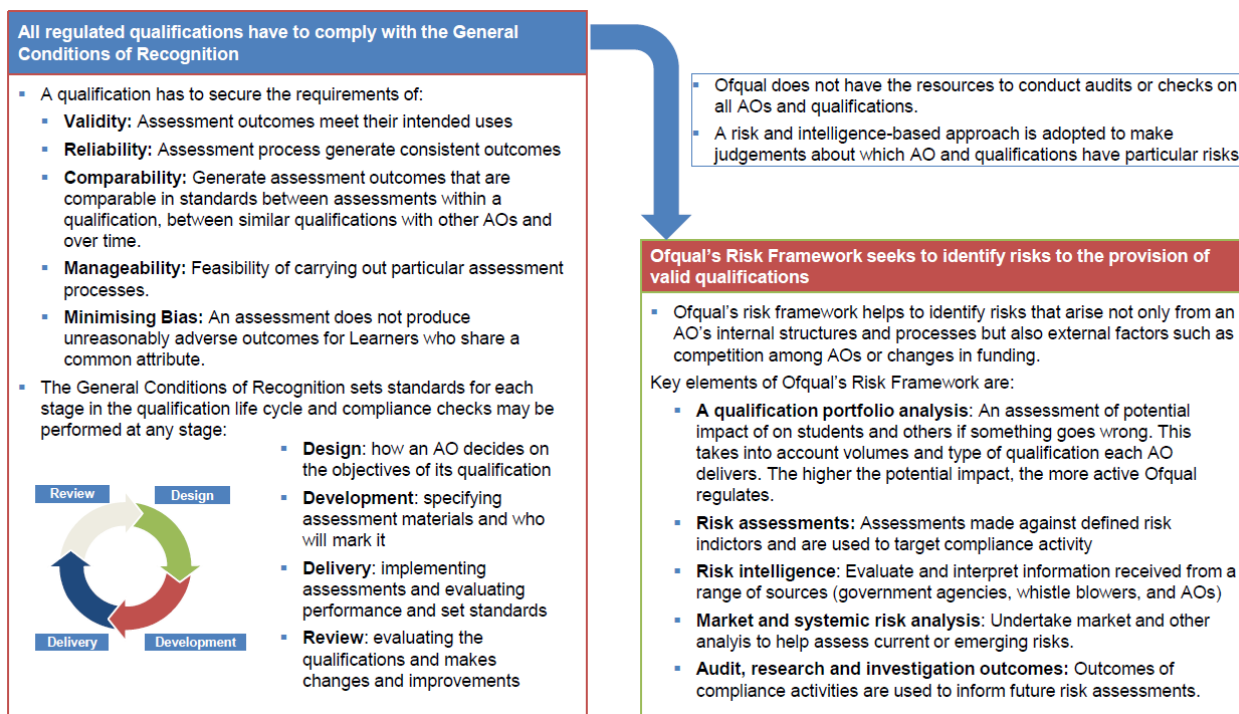 All regulated qualifications have to comply with the General
Conditions of Recognition
▪ A qualification has to secure the requirements of:
▪ Validity: Assessment outcomes meet their intended uses
▪ Reliability: Assessment process generate consistent outcomes
▪ Comparability: Generate assessment outcomes that are
comparable in standards between assessments within a
qualification, between similar qualifications with other AOs and
over time.
▪ Manageability: Feasibility of carrying out particular assessment
processes.
▪ Minimising Bias: An assessment does not produce
unreasonably adverse outcomes for Learners who share a
common attribute.
▪ The General Conditions of Recognition sets standards for each
stage in the qualification life cycle and compliance checks may be
performed at any stage:
Review
Design
Delivery
Development
▪ Design: how an AO decides on
the objectives of its qualification
▪ Development: specifying
assessment materials and who
will mark it
▪ Delivery: implementing
assessments and evaluating
performance and set standards
▪ Review: evaluating the
qualifications and makes
changes and improvements
▪ Ofqual does not have the resources to conduct audits or checks on
all AOs and qualifications.
▪ A risk and intelligence-based approach is adopted to make
judgements about which AO and qualifications have particular risks
Ofqual's Risk Framework seeks to identify risks to the provision of
valid qualifications
▪ Ofqual's risk framework helps to identify risks that arise not only from an
AO's internal structures and processes but also external factors such as
competition among AOs or changes in funding.
Key elements of Ofqual's Risk Framework are:
▪ A qualification portfolio analysis: An assessment of potential
impact of on students and others if something goes wrong. This
takes into account volumes and type of qualification each AO
delivers. The higher the potential impact, the more active Ofqual
regulates.
▪ Risk assessments: Assessments made against defined risk
indictors and are used to target compliance activity
▪ Risk intelligence: Evaluate and interpret information received from a
range of sources (government agencies, whistle blowers, and AOs)
▪ Market and systemic risk analysis: Undertake market and other
analyis to help assess current or emerging risks.
▪ Audit, research and investigation outcomes: Outcomes of
compliance activities are used to inform future risk assessments.